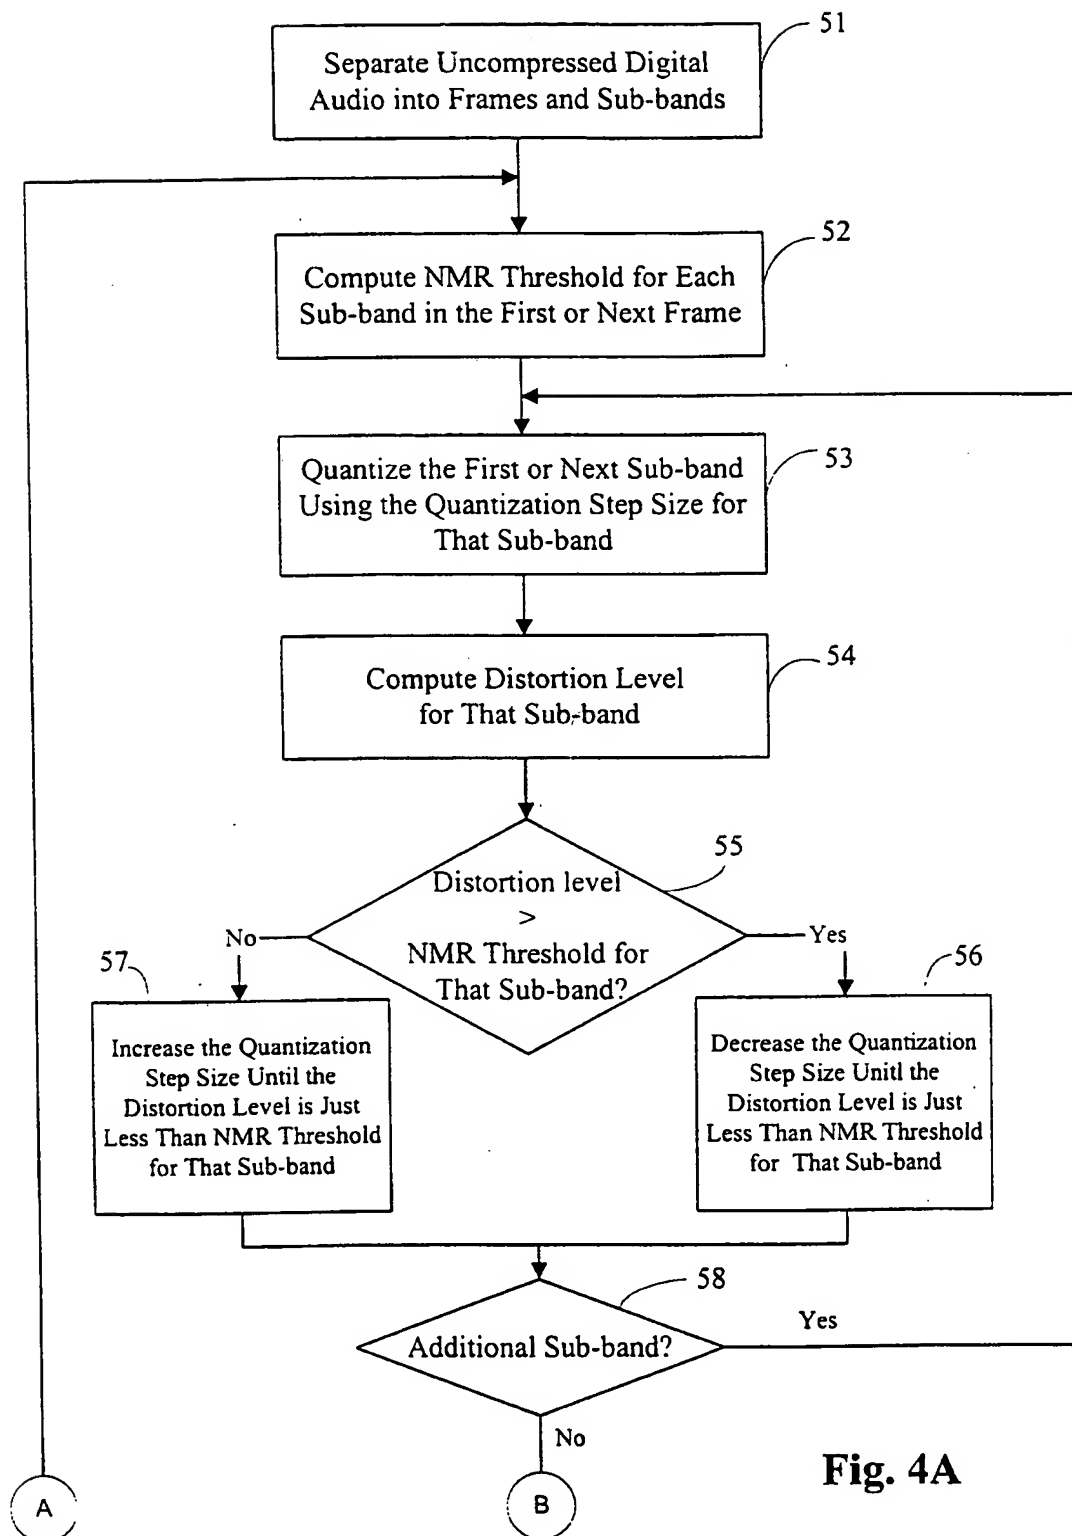 51
Separate Uncompressed Digital
Audio into Frames and Sub-bands
52
Compute NMR Threshold for Each
Sub-band in the First or Next Frame
53
Quantize the First or Next Sub-band
Using the Quantization Step Size for
That Sub-band
54
Compute Distortion Level
for That Sub-band
55
Distortion level
>
NMR Threshold for
That Sub-band?
No
Yes
57
56
Increase the Quantization
Step Size Until the
Distortion Level is Just
Less Than NMR Threshold
for That Sub-band
Decrease the Quantization
Step Size Unitl the
Distortion Level is Just
Less Than NMR Threshold
for That Sub-band
58
Additional Sub-band?
Yes
No
Fig. 4A
A
B